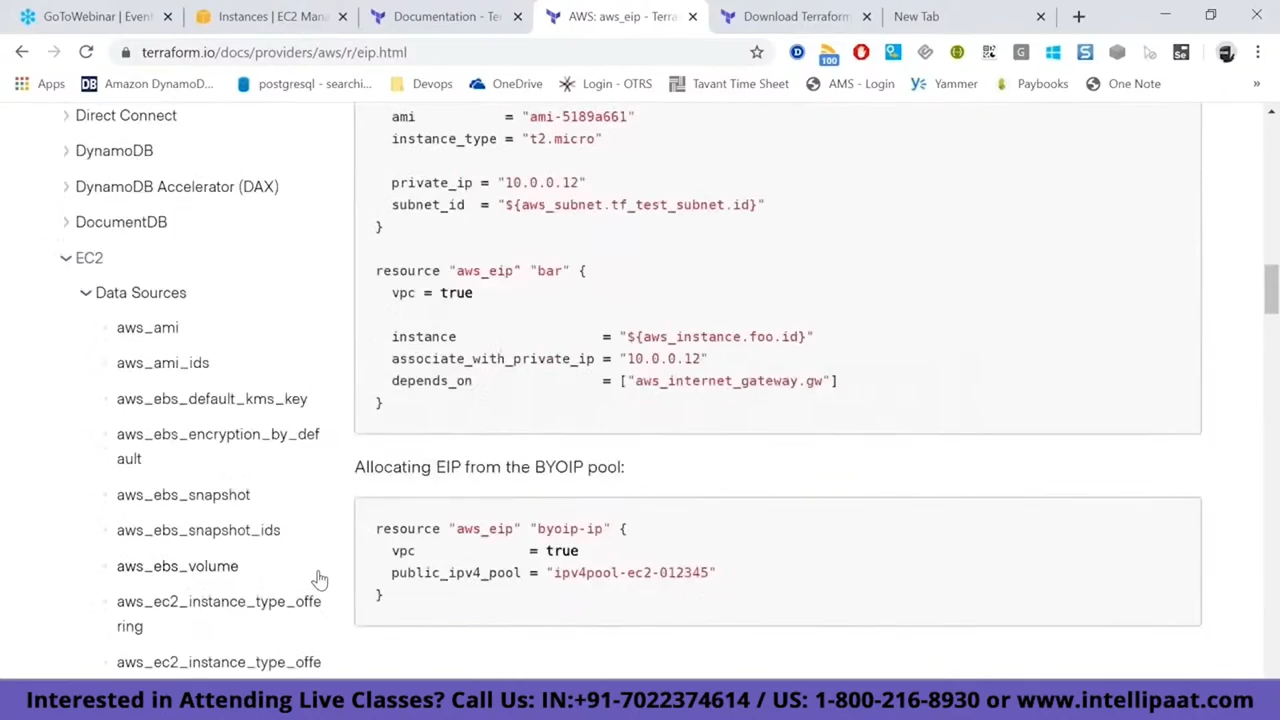 GoToWebinar | Event
Instances | EC2 Man
Documentation - Ter
AWS: aws_eip - Terra
Download Terraform
New Tab
terraform.io/docs/providers/aws/r/eip.html
100
Apps
Amazon DynamoD...
postgresql - searchi...
Devops
OneDrive
Login - OTRS
Tavant Time Sheet
AMS - Login
Yammer
Paybooks
One Note
»
Direct Connect
DynamoDB
DynamoDB Accelerator (DAX)
DocumentDB
EC2
Data Sources
aws_ami
aws_ami_ids
aws_ebs_default_kms_key
aws_ebs_encryption_by_def
ault
aws_ebs_snapshot
aws_ebs_snapshot_ids
aws_ebs_volume
aws_ec2_instance_type_offe
ring
aws_ec2_instance_type_offe
ami = "ami-5189a661"
instance_type = "t2.micro"
private_ip = "10.0.0.12"
subnet_id = "${aws_subnet.tf_test_subnet.id}"
}
resource "aws_eip" "bar" {
vpc = true
instance = "${aws_instance.foo.id}"
associate_with_private_ip = "10.0.0.12"
depends_on = ["aws_internet_gateway.gw"]
}
Allocating EIP from the BYOIP pool:
resource "aws_eip" "byoip-ip" {
vpc = true
public_ipv4_pool = "ipv4pool-ec2-012345"
}
Interested in Attending Live Classes? Call Us: IN:+91-7022374614 / US: 1-800-216-8930 or www.intellipaat.com